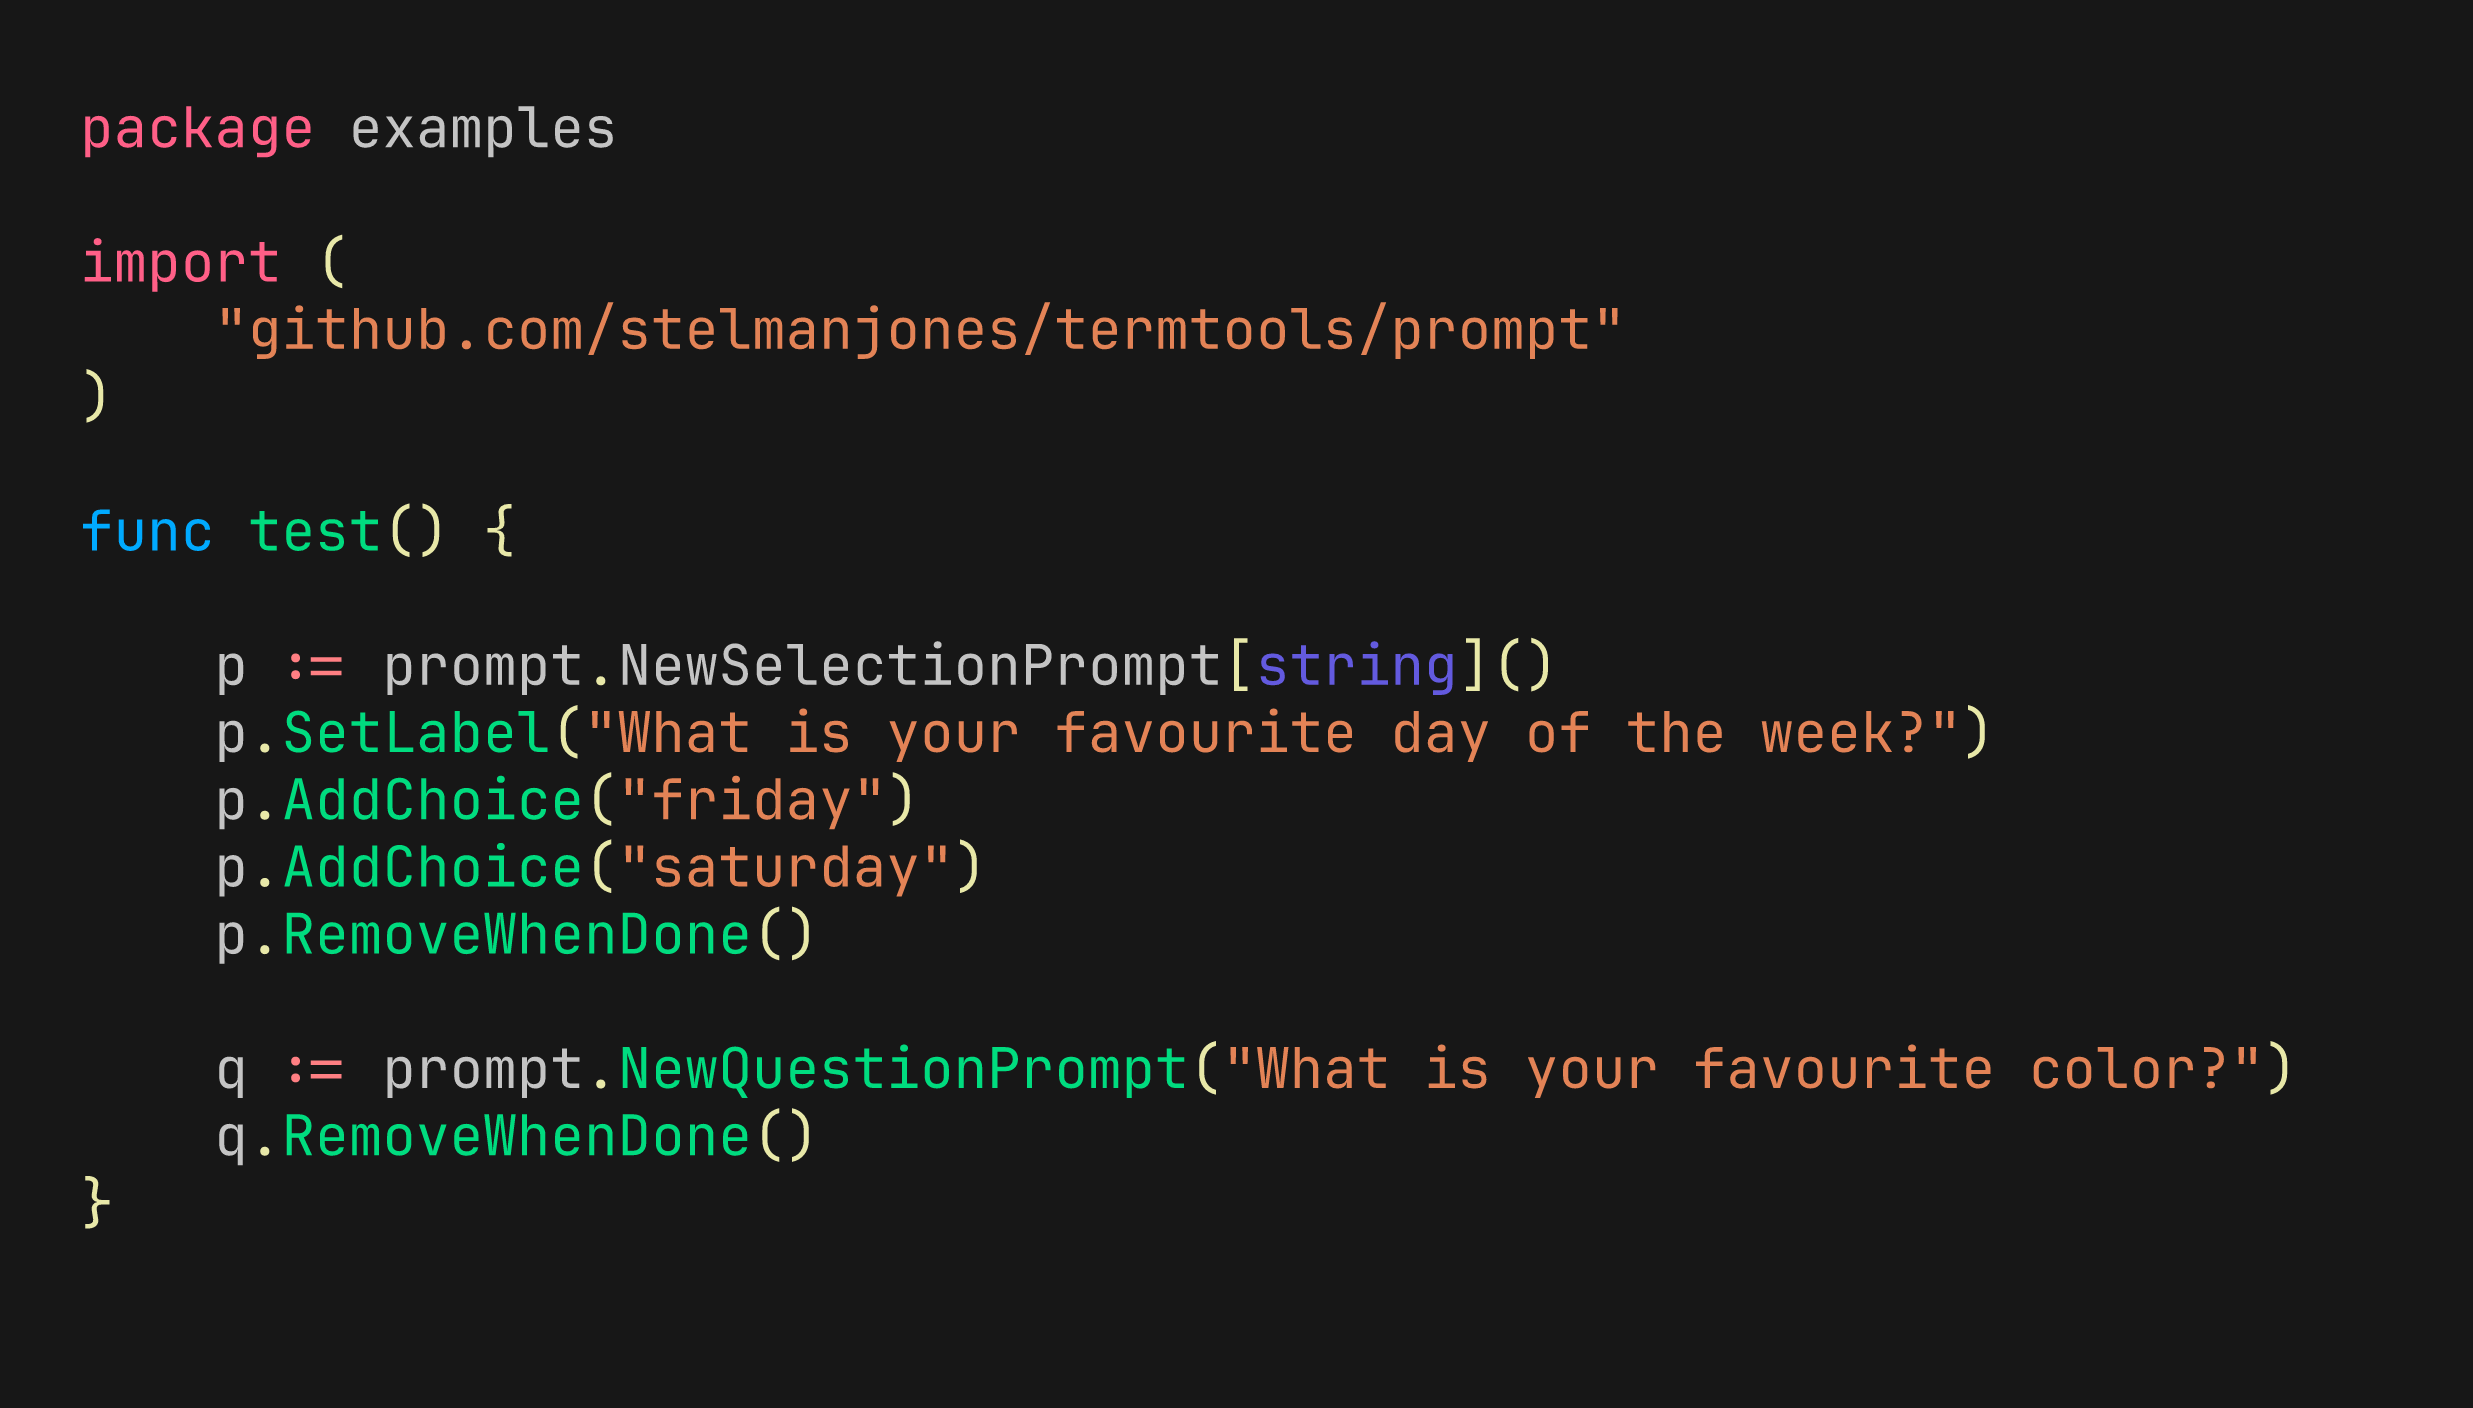 package examples

import (
    "github.com/stelmanjones/termtools/prompt"
)

func test() {

    p := prompt.NewSelectionPrompt[string]()
    p.SetLabel("What is your favourite day of the week?")
    p.AddChoice("friday")
    p.AddChoice("saturday")
    p.RemoveWhenDone()

    q := prompt.NewQuestionPrompt("What is your favourite color?")
    q.RemoveWhenDone()
}